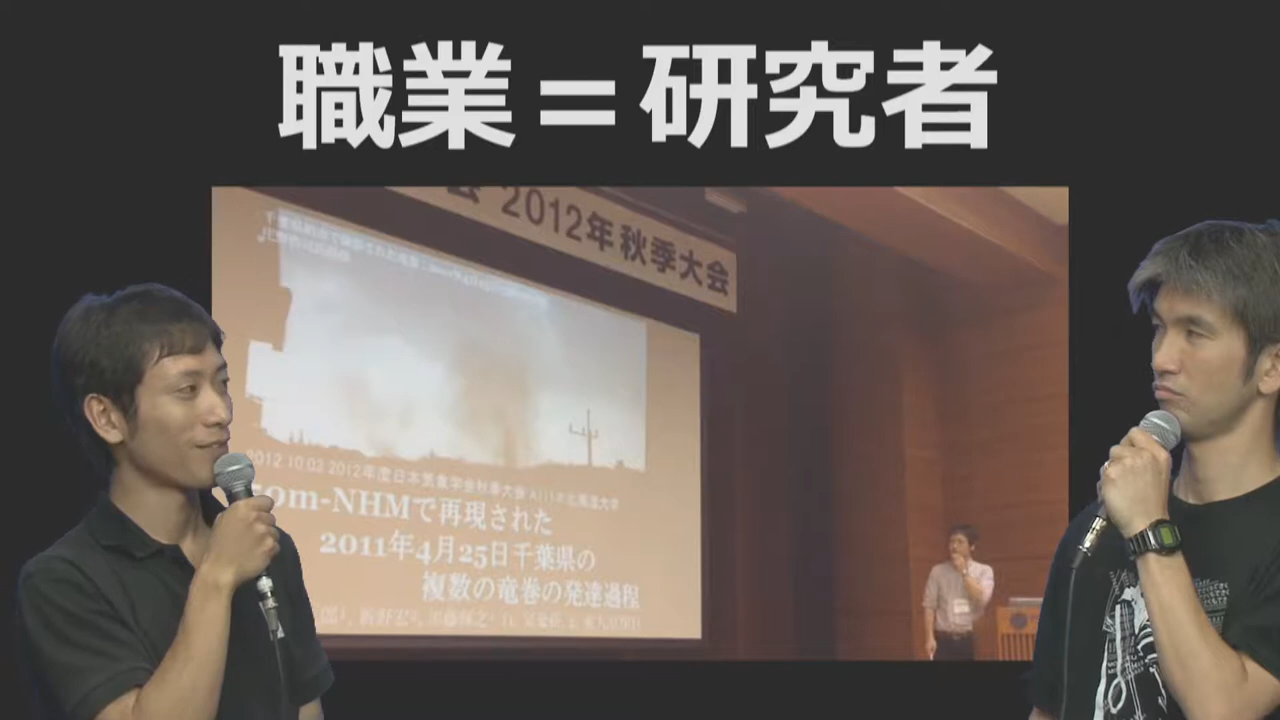 職業＝研究者
会 2012年秋季大会
2012.10.03 2012年度日本気象学会秋季大会
50m-NHMで再現された
2011年4月25日千葉県の
複数の竜巻の発達過程